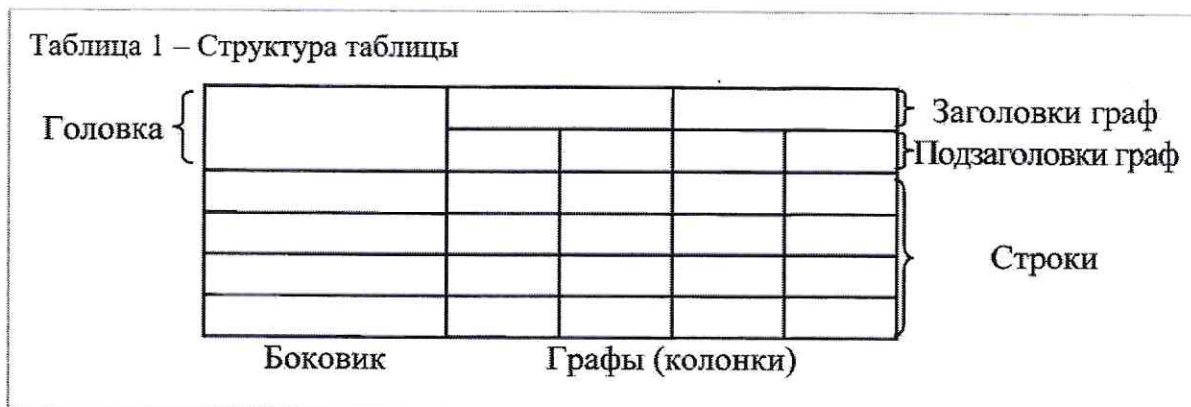 Таблица 1 – Структура таблицы
Головка
Заголовки граф
Подзаголовки граф
Строки
Боковик
Графы (колонки)